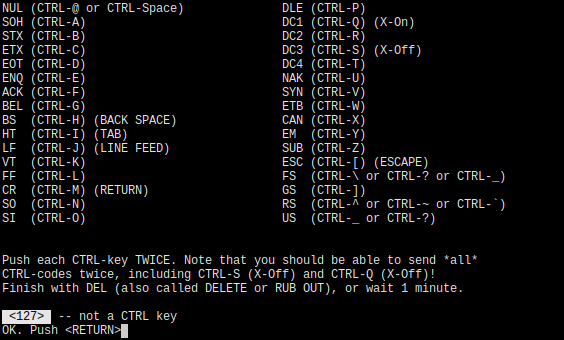 NUL (CTRL-@ or CTRL-Space) DLE (CTRL-P)
SOH (CTRL-A) DC1 (CTRL-Q) (X-On)
STX (CTRL-B) DC2 (CTRL-R)
ETX (CTRL-C) DC3 (CTRL-S) (X-Off)
EOT (CTRL-D) DC4 (CTRL-T)
ENQ (CTRL-E) NAK (CTRL-U)
ACK (CTRL-F) SYN (CTRL-V)
BEL (CTRL-G) ETB (CTRL-W)
BS (CTRL-H) (BACK SPACE) CAN (CTRL-X)
HT (CTRL-I) (TAB) EM (CTRL-Y)
LF (CTRL-J) (LINE FEED) SUB (CTRL-Z)
VT (CTRL-K) ESC (CTRL-[) (ESCAPE)
FF (CTRL-L) FS (CTRL-\ or CTRL-? or CTRL-_)
CR (CTRL-M) (RETURN) GS (CTRL-])
SO (CTRL-N) RS (CTRL-^ or CTRL-~ or CTRL-`)
SI (CTRL-O) US (CTRL-_ or CTRL-?)
Push each CTRL-key TWICE. Note that you should be able to send *all*
CTRL-codes twice, including CTRL-S (X-Off) and CTRL-Q (X-Off)!
Finish with DEL (also called DELETE or RUB OUT), or wait 1 minute.
<127> -- not a CTRL key
OK. Push <RETURN>